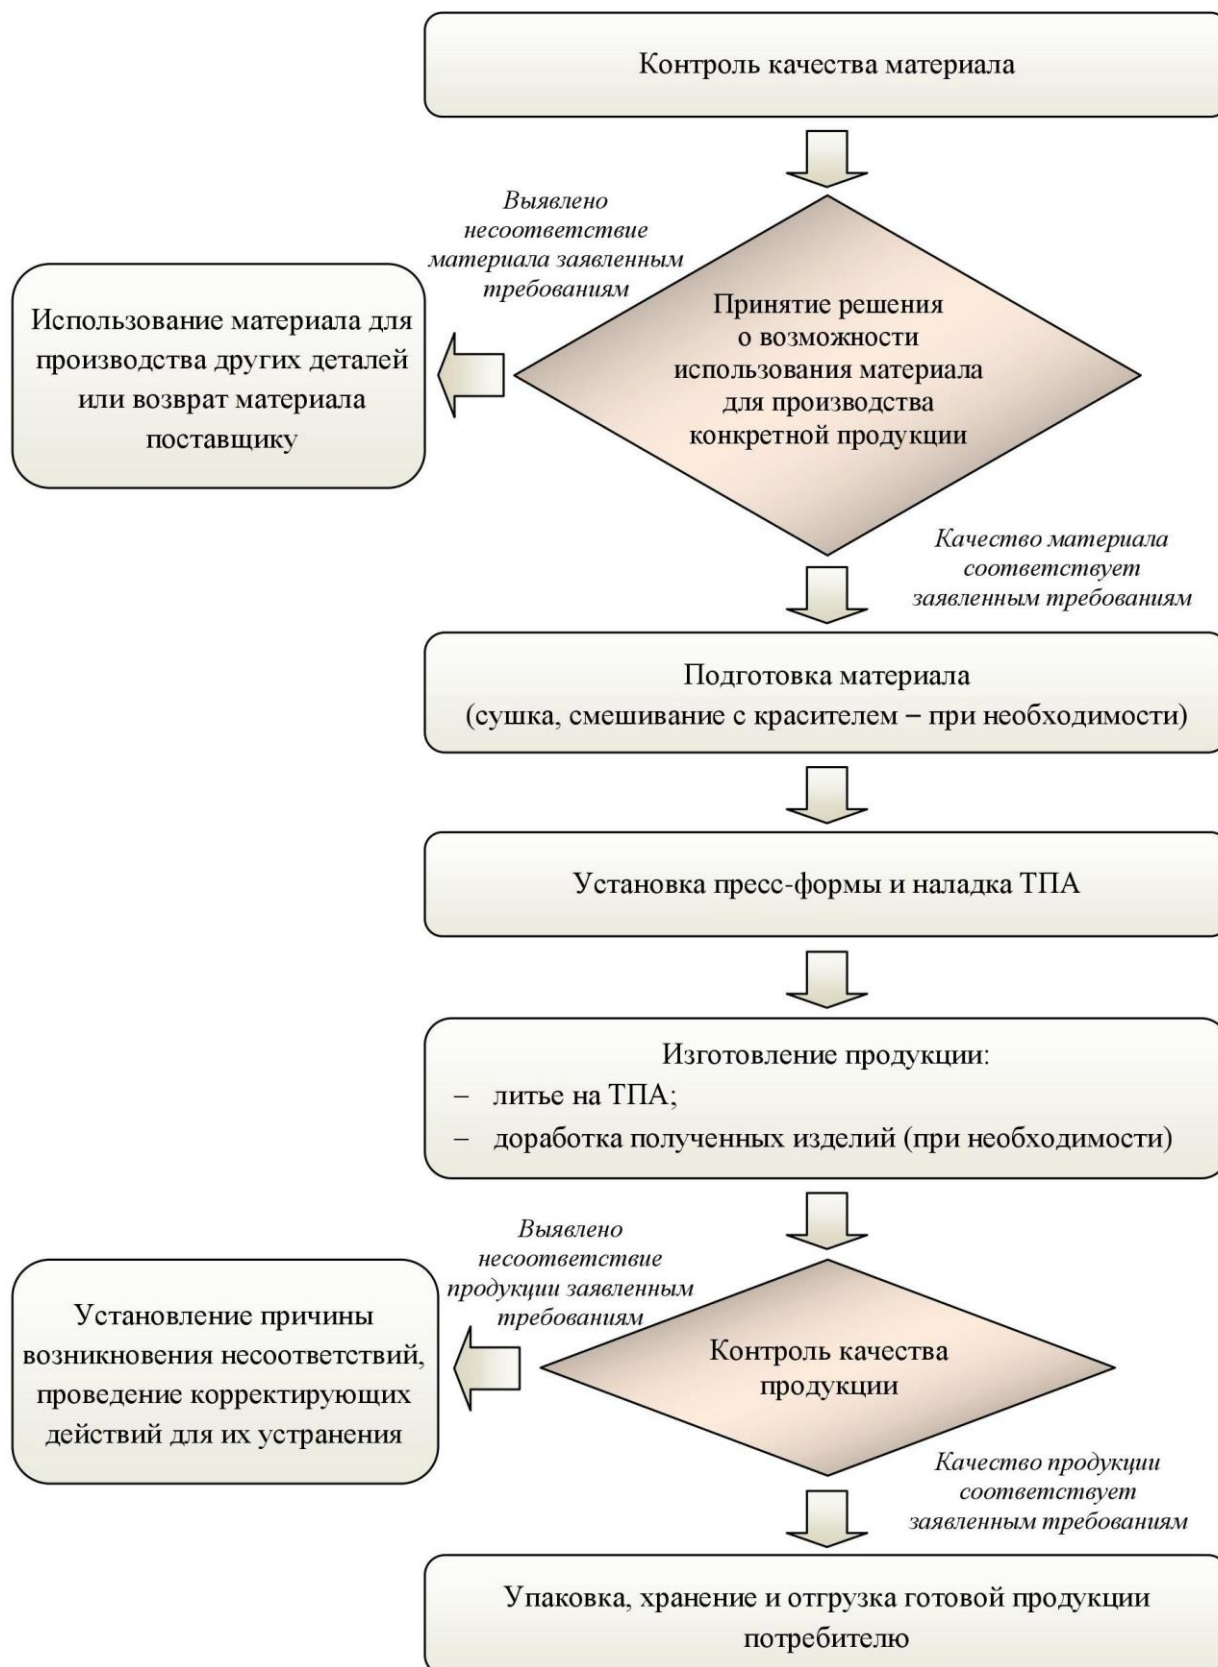 Контроль качества материала
Выявлено
несоответствие
материала заявленным
требованиям
Принятие решения
о возможности
использования материала
для производства
конкретной продукции
Использование материала для
производства других деталей
или возврат материала
поставщику
Качество материала
соответствует
заявленным требованиям
Подготовка материала
(сушка, смешивание с красителем – при необходимости)
Установка пресс-формы и наладка ТПА
Изготовление продукции:
– литье на ТПА;
– доработка полученных изделий (при необходимости)
Выявлено
несоответствие
продукции заявленным
требованиям
Контроль качества
продукции
Установление причины
возникновения несоответствий,
проведение корректирующих
действий для их устранения
Качество продукции
соответствует
заявленным требованиям
Упаковка, хранение и отгрузка готовой продукции
потребителю